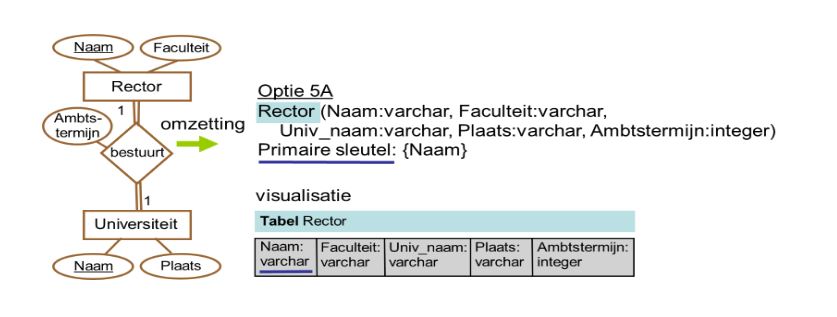 Naam
Faculteit
Rector
1
Ambts-
termijn
bestuurt
1
Universiteit
Naam
Plaats
omzetting
Optie 5A
Rector (Naam:varchar, Faculteit:varchar,
Univ_naam:varchar, Plaats:varchar, Ambtstermijn:integer)
Primaire sleutel: {Naam}
visualisatie
Tabel Rector
Naam: Faculteit: Univ_naam: Plaats: Ambtstermijn:
varchar varchar varchar varchar integer